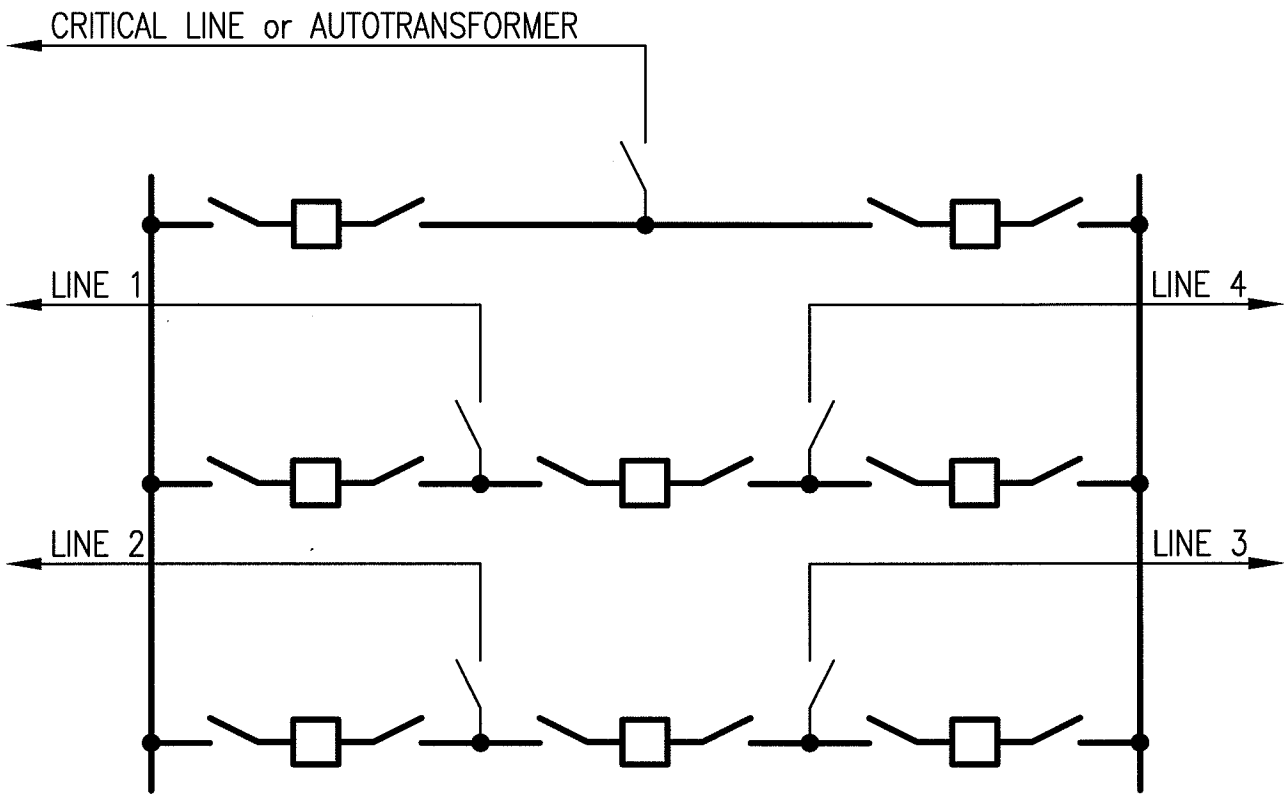 CRITICAL LINE or AUTOTRANSFORMER
LINE 1
LINE 4
LINE 2
LINE 3